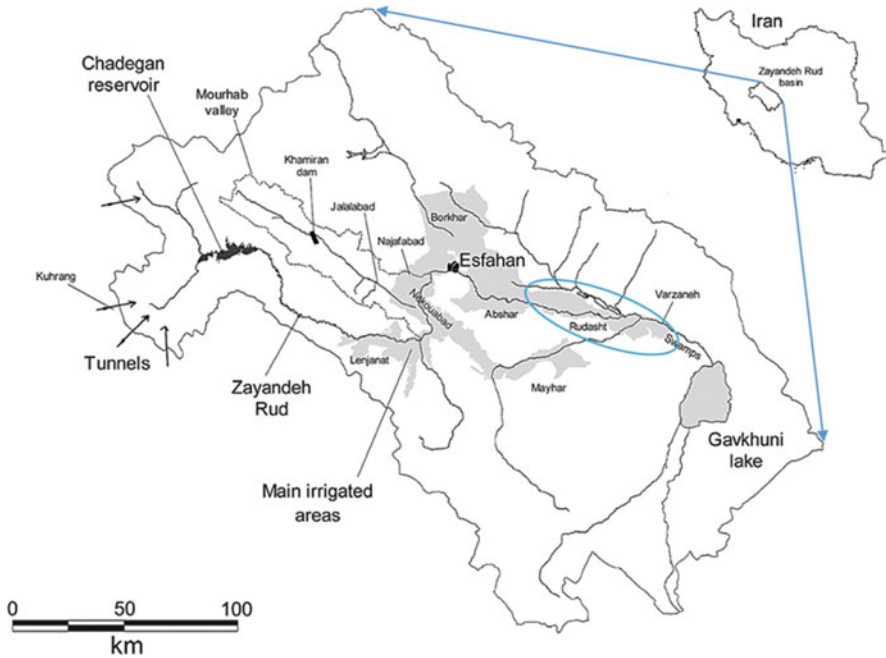 Iran
Zayandeh Rud
basin
Chadegan
reservoir
Mourhab
valley
Khamiran
dam
Jalalabad
Najafabad
Borkhar
Esfahan
Kuhrang
Tunnels
Nekouabad
Abshar
Rudasht
Varzaneh
Swamps
Lenjanat
Zayandeh
Rud
Mayhar
Gavkhuni
lake
Main irrigated
areas
0 50 100
km